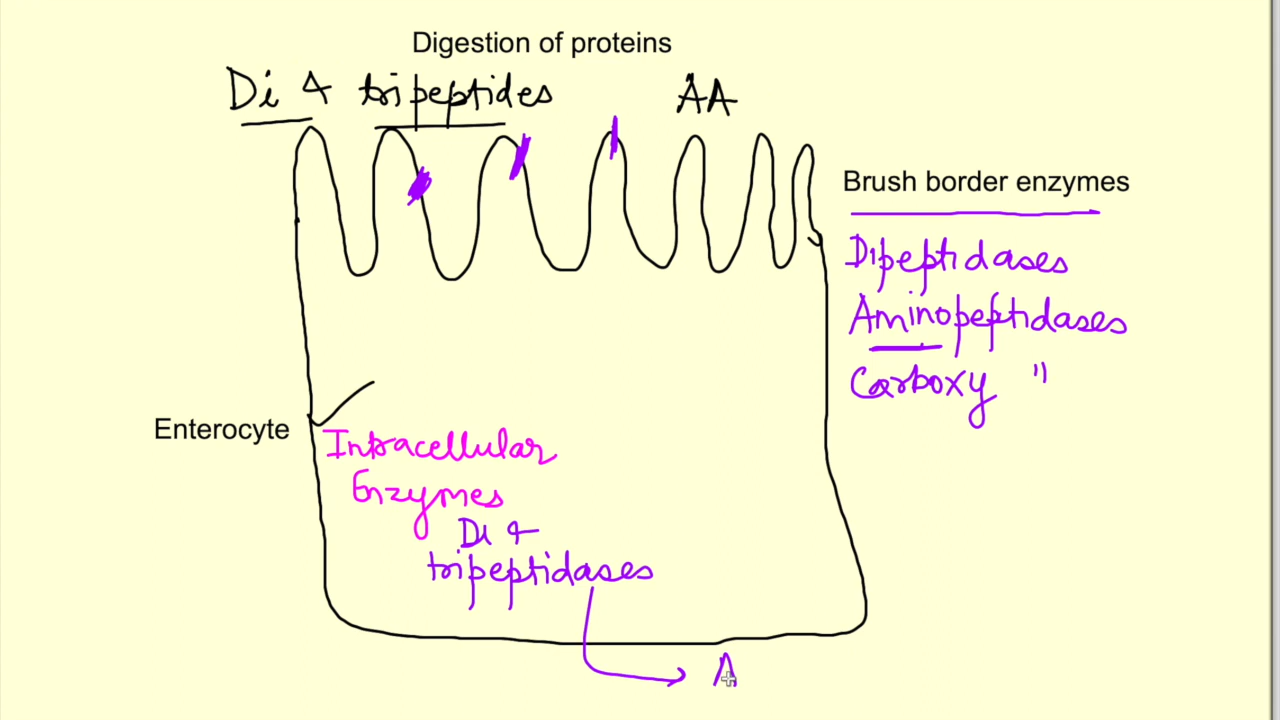 Digestion of proteins
Di & tripeptides AA
Brush border enzymes
Dipeptidases
Aminopeptidases
Carboxy "
Enterocyte
Intracellular
Enzymes
Di &
tripeptidases
A